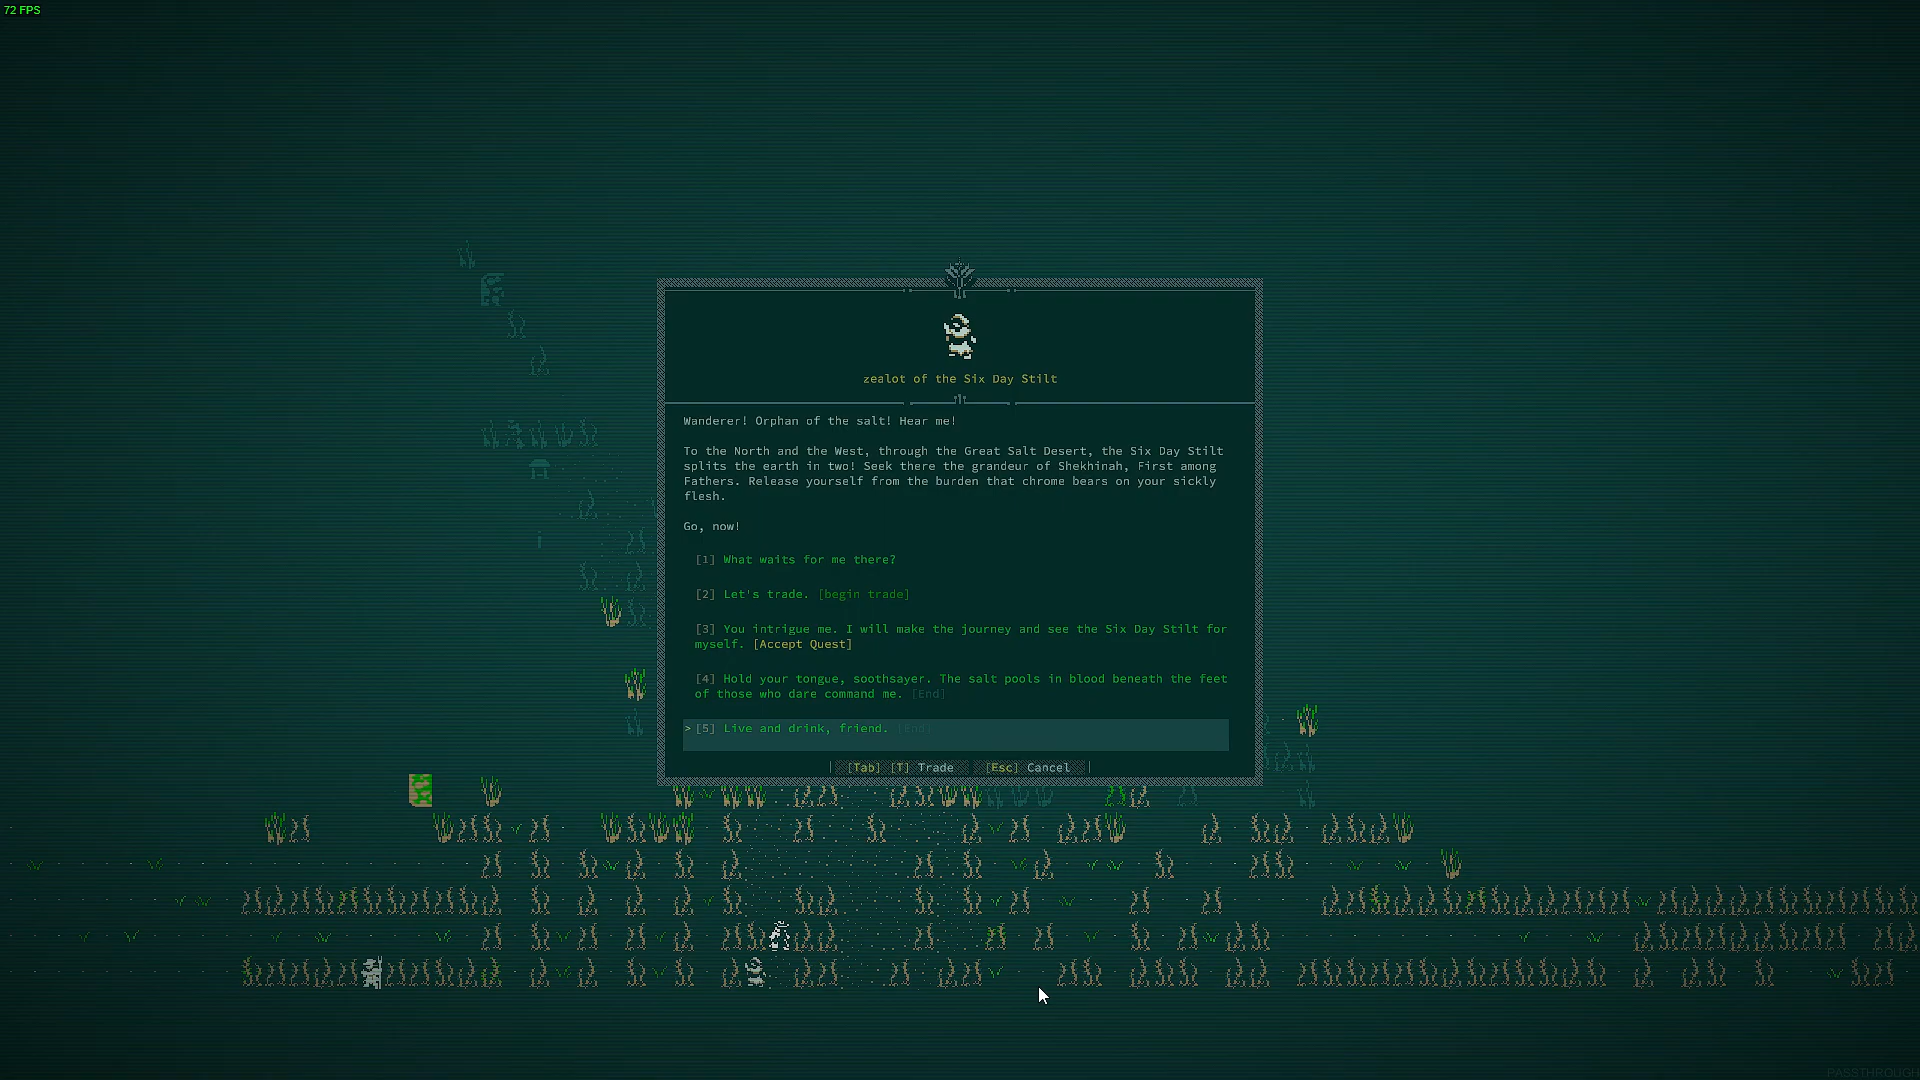 72 FPS
zealot of the Six Day Stilt
Wanderer! Orphan of the salt! Hear me!
To the North and the West, through the Great Salt Desert, the Six Day Stilt
splits the earth in two! Seek there the grandeur of Shekhinah, First among
Fathers. Release yourself from the burden that chrome bears on your sickly
flesh.
Go, now!
[1] What waits for me there?
[2] Let's trade. [begin trade]
[3] You intrigue me. I will make the journey and see the Six Day Stilt for
myself. [Accept Quest]
[4] Hold your tongue, soothsayer. The salt pools in blood beneath the feet
of those who dare command me. [End]
>[5] Live and drink, friend. [End]
[Tab] [T] Trade [Esc] Cancel
PASSTHROUGH